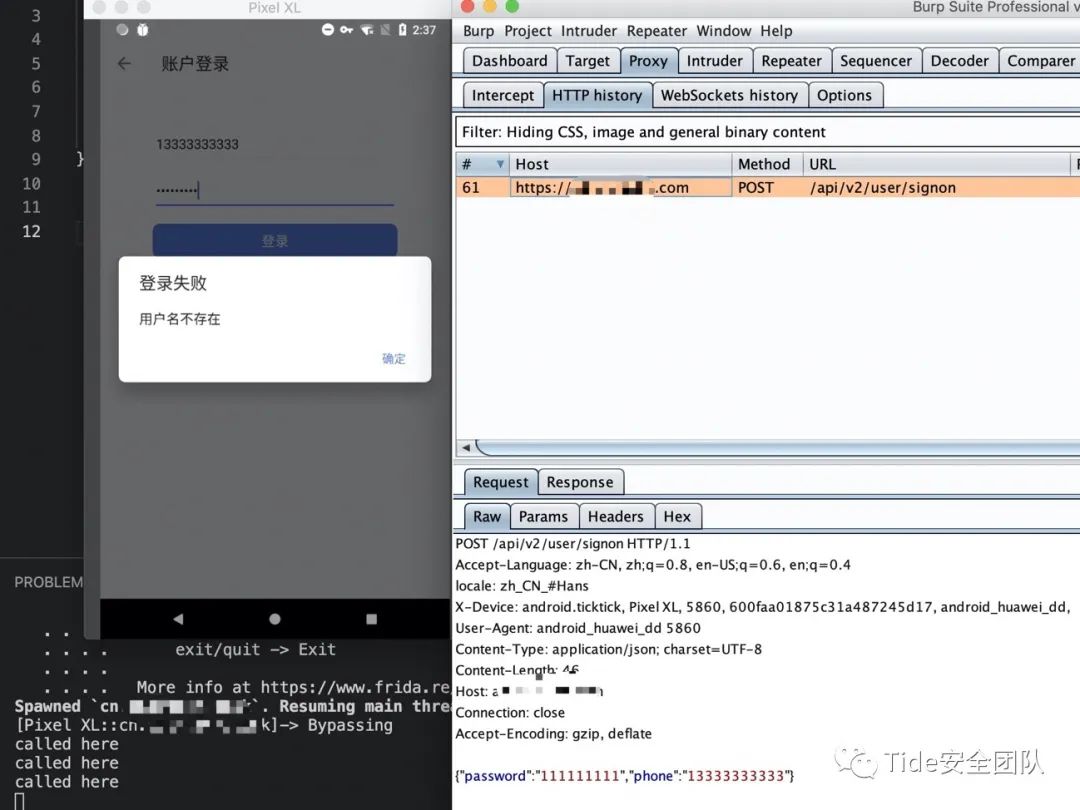 3
4
5
6
7
8
9 }
10
11
12
Pixel XL
2:37
账户登录
13333333333
•••••••••
登录
登录失败
用户名不存在
确定
PROBLEM
exit/quit -> Exit
More info at https://www.frida.re
Spawned `cn. `. Resuming main thre
[Pixel XL::cn. k]-> Bypassing
called here
called here
called here
Burp Suite Professional v
Burp Project Intruder Repeater Window Help
Dashboard Target Proxy Intruder Repeater Sequencer Decoder Comparer
Intercept HTTP history WebSockets history Options
Filter: Hiding CSS, image and general binary content
# Host Method URL
61 https:// .com POST /api/v2/user/signon
Request Response
Raw Params Headers Hex
POST /api/v2/user/signon HTTP/1.1
Accept-Language: zh-CN, zh;q=0.8, en-US;q=0.6, en;q=0.4
locale: zh_CN_#Hans
X-Device: android.ticktick, Pixel XL, 5860, 600faa01875c31a487245d17, android_huawei_dd,
User-Agent: android_huawei_dd 5860
Content-Type: application/json; charset=UTF-8
Content-Length: 46
Host: a
Connection: close
Accept-Encoding: gzip, deflate
{"password":"111111111","phone":"13333333333"}
Tide安全团队